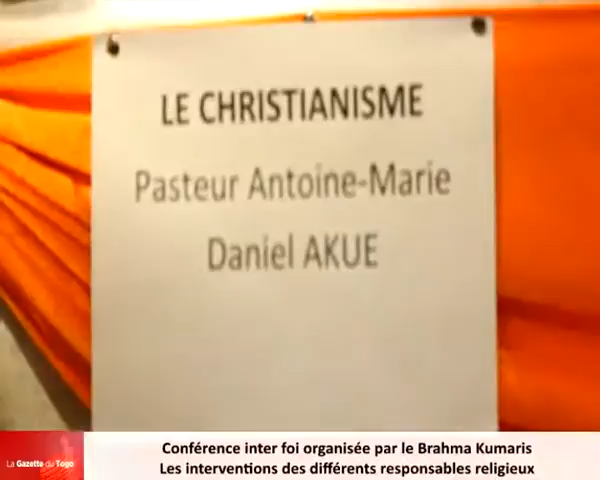 LE CHRISTIANISME
Pasteur Antoine-Marie
Daniel AKUE
La Gazette du Togo
Conférence inter foi organisée par le Brahma Kumaris
Les interventions des différents responsables religieux